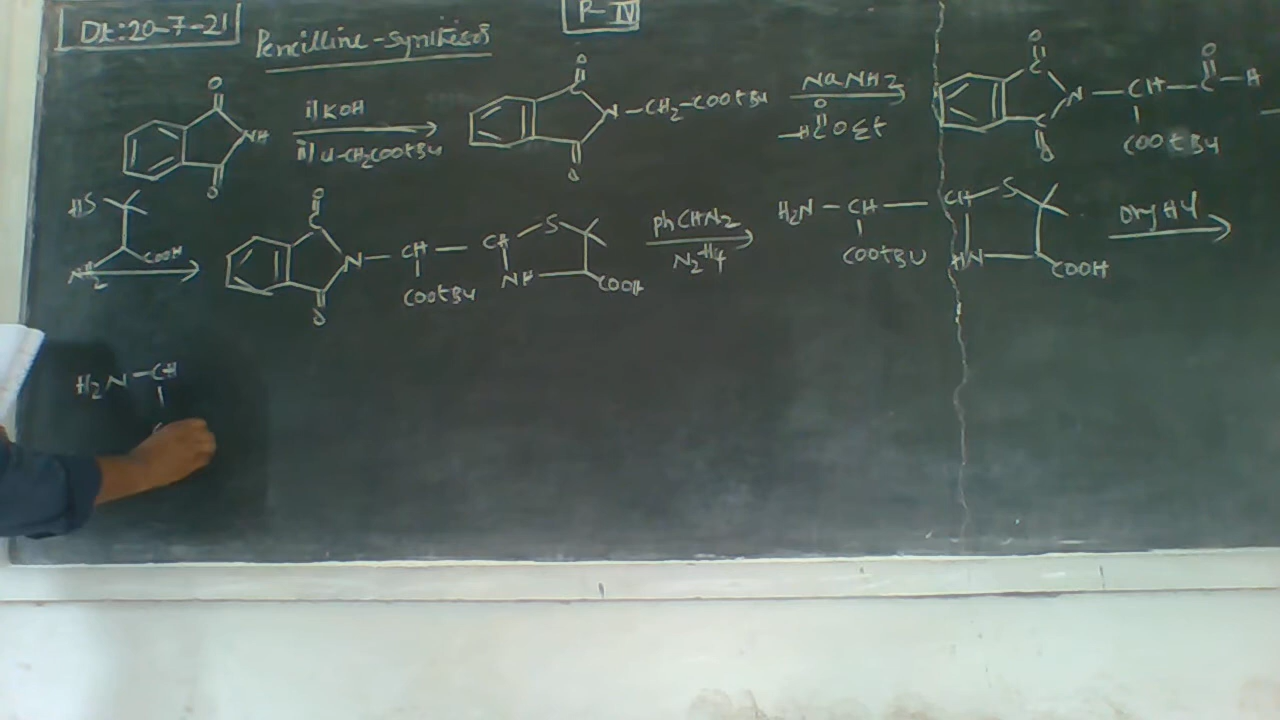 Dt:20-7-21
Pencilline-Synthesis
P-IV
O
NH
O
i) KOH
ii) Cl-CH2COOtBu
O
N-CH2-COOtBu
O
NaNH2
O
HCOEt
O
C
N-CH-C-H
O
C
O
COOtBu
HS
COOH
NH2
O
C
N-CH-CH
S
COOtBu
NH
COOH
O
PhCHN2
N2H4
H2N-CH-CH
S
COOtBu
HN
COOH
Dry HCl
H2N-CH